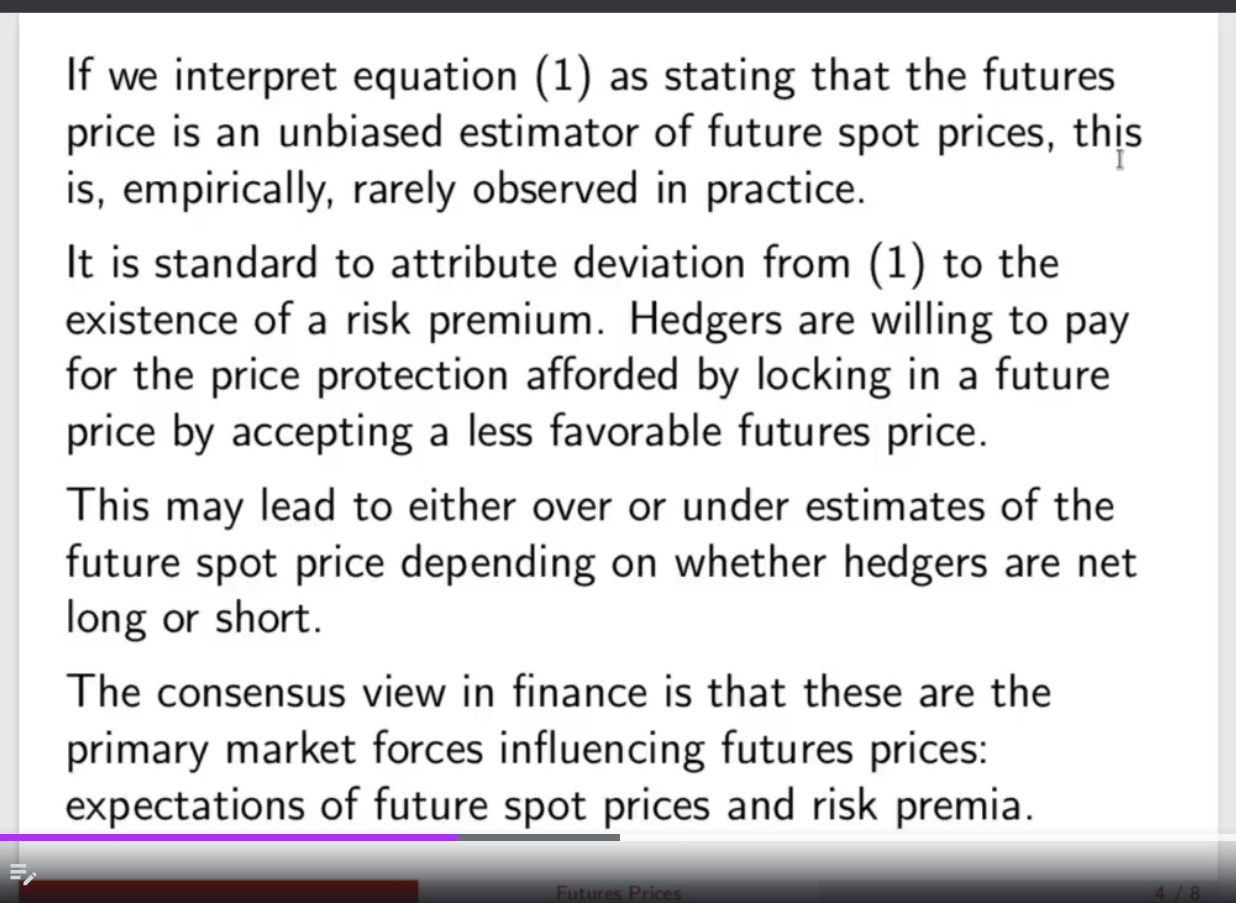 If we interpret equation (1) as stating that the futures
price is an unbiased estimator of future spot prices, this
is, empirically, rarely observed in practice.
It is standard to attribute deviation from (1) to the
existence of a risk premium. Hedgers are willing to pay
for the price protection afforded by locking in a future
price by accepting a less favorable futures price.
This may lead to either over or under estimates of the
future spot price depending on whether hedgers are net
long or short.
The consensus view in finance is that these are the
primary market forces influencing futures prices:
expectations of future spot prices and risk premia.
Futures Prices
4 / 8